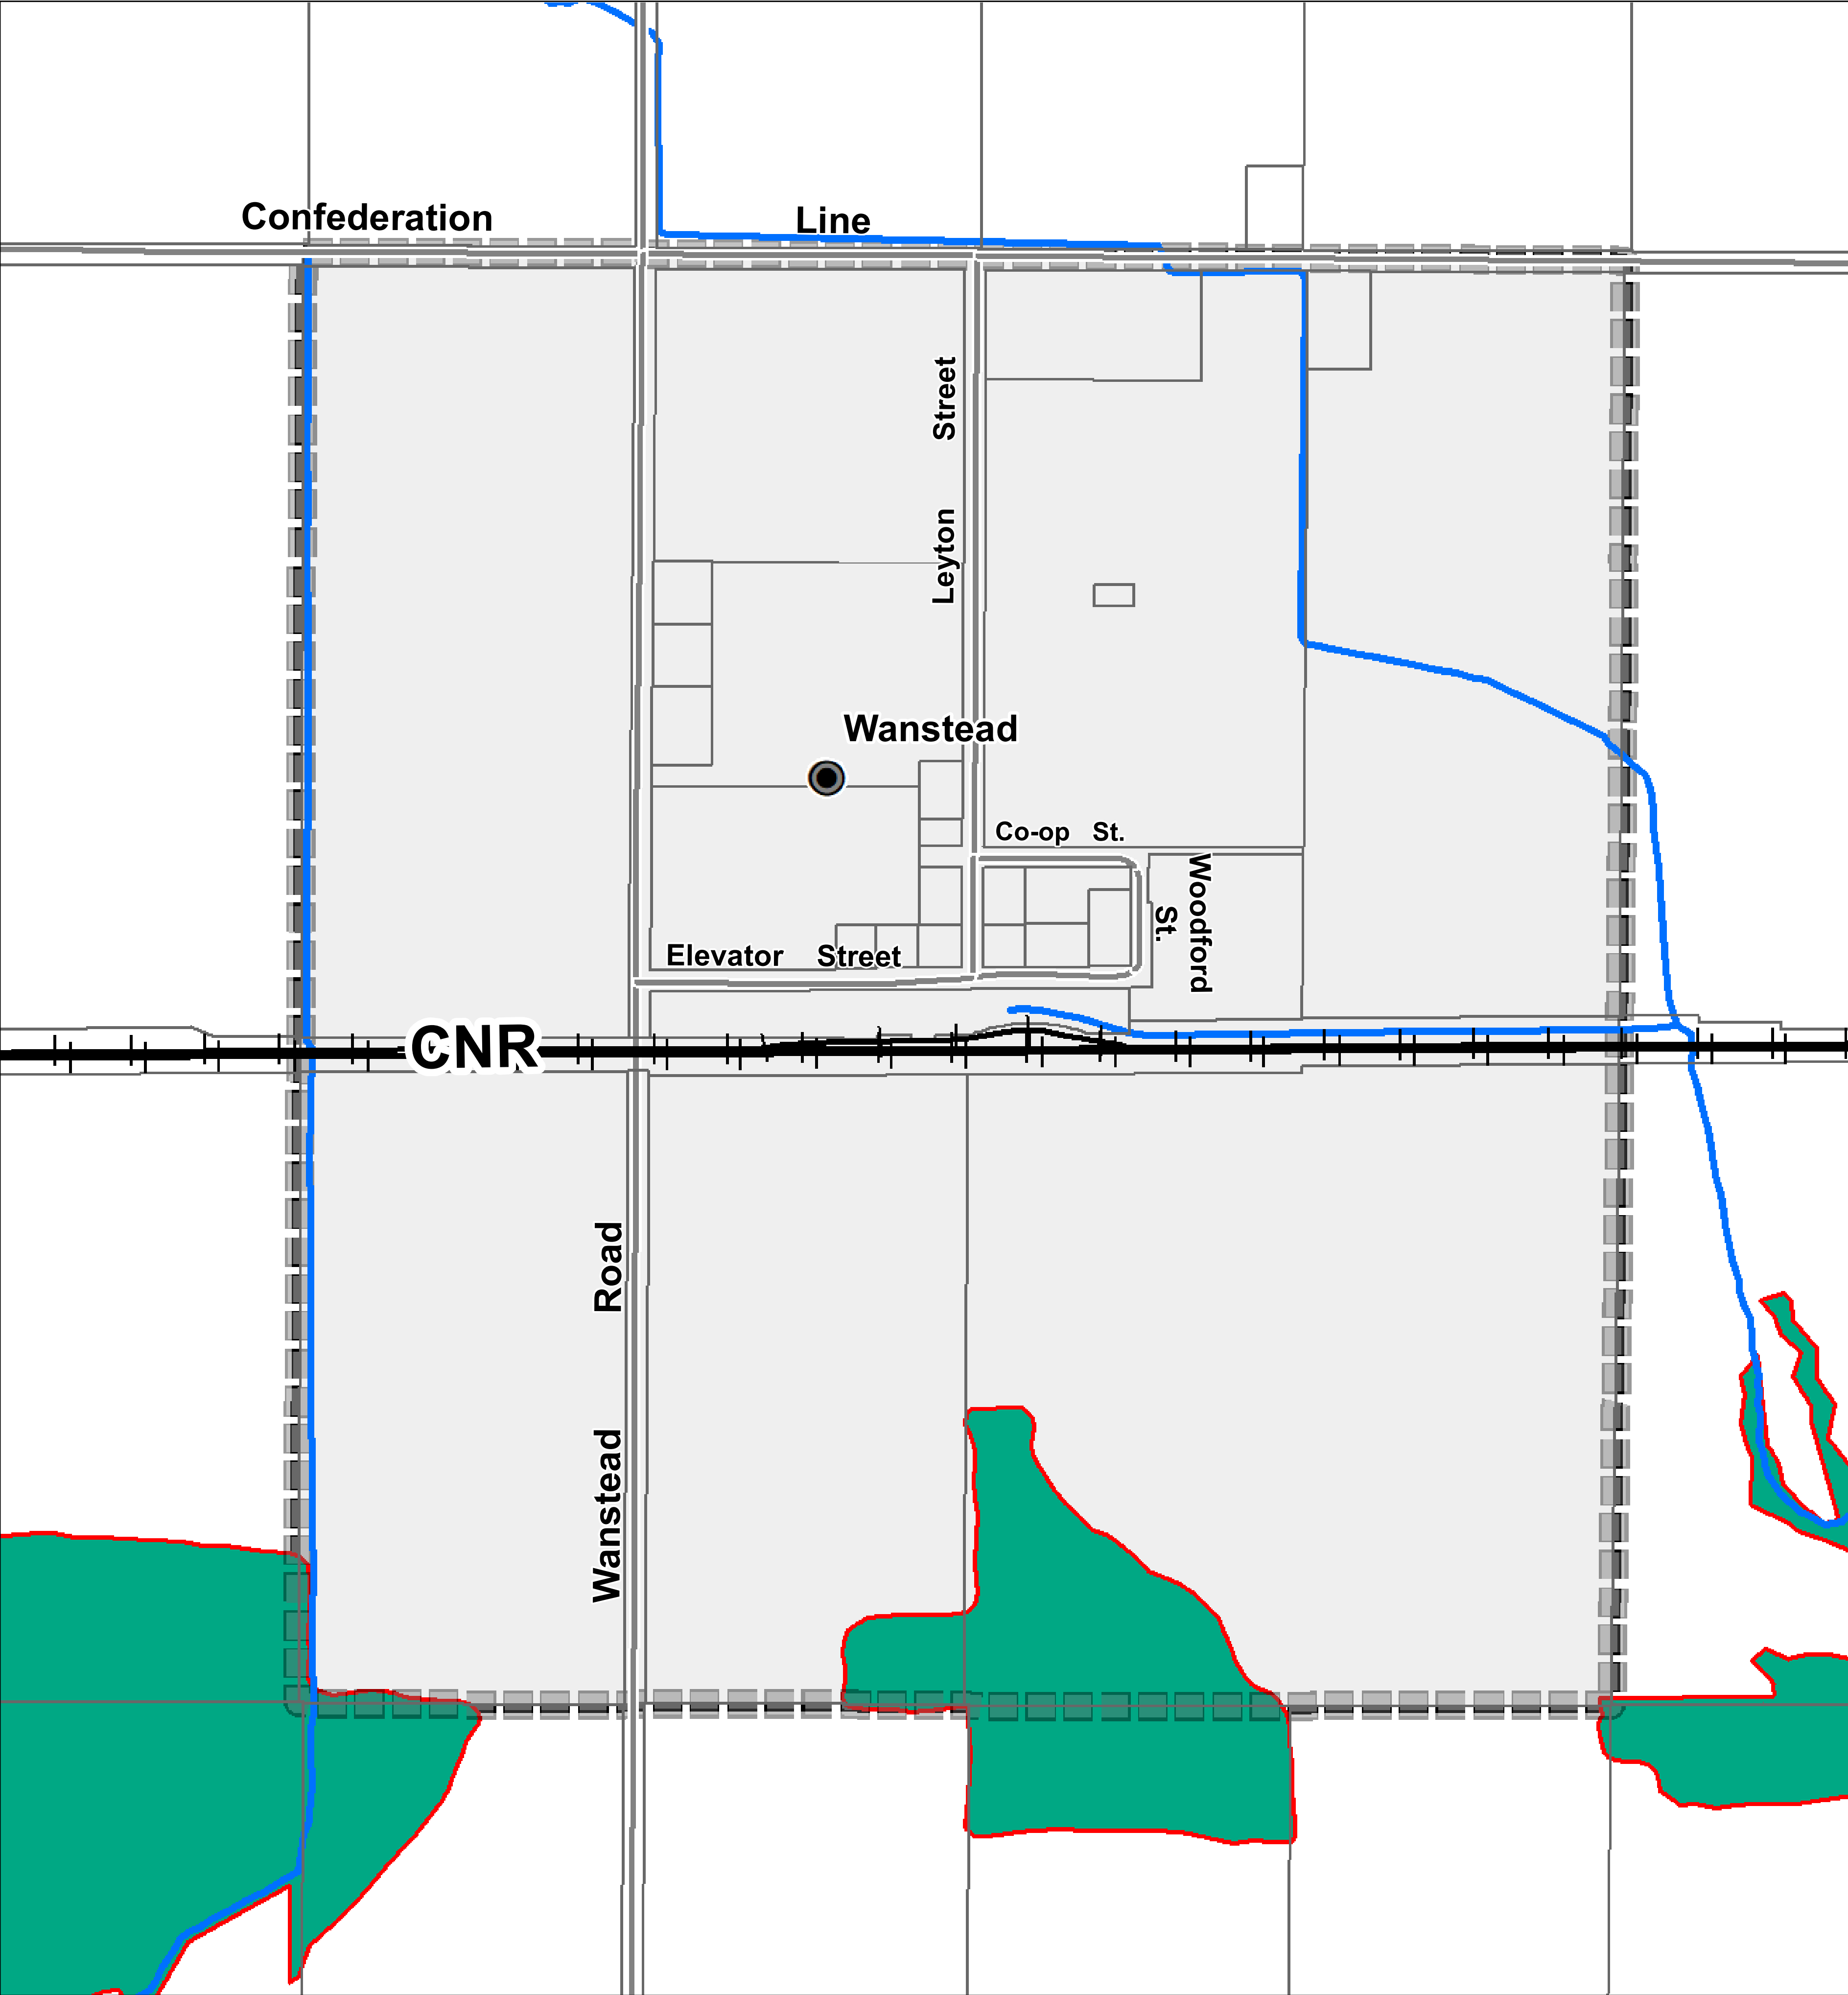 Confederation Line
Leyton Street
Wanstead
Co-op St.
Woodford St.
Elevator Street
CNR
Wanstead Road